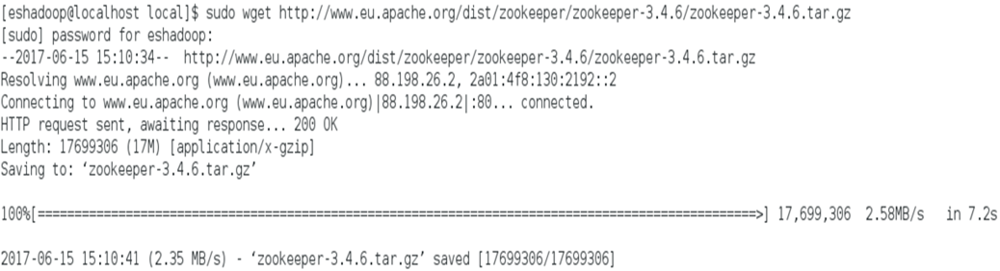 [eshadoop@localhost local]$ sudo wget http://www.eu.apache.org/dist/zookeeper/zookeeper-3.4.6/zookeeper-3.4.6.tar.gz
[sudo] password for eshadoop:
--2017-06-15 15:10:34--  http://www.eu.apache.org/dist/zookeeper/zookeeper-3.4.6/zookeeper-3.4.6.tar.gz
Resolving www.eu.apache.org (www.eu.apache.org)... 88.198.26.2, 2a01:4f8:130:2192::2
Connecting to www.eu.apache.org (www.eu.apache.org)|88.198.26.2|:80... connected.
HTTP request sent, awaiting response... 200 OK
Length: 17699306 (17M) [application/x-gzip]
Saving to: ‘zookeeper-3.4.6.tar.gz’
100%[=================================================================================================>] 17,699,306  2.58MB/s   in 7.2s
2017-06-15 15:10:41 (2.35 MB/s) - ‘zookeeper-3.4.6.tar.gz’ saved [17699306/17699306]